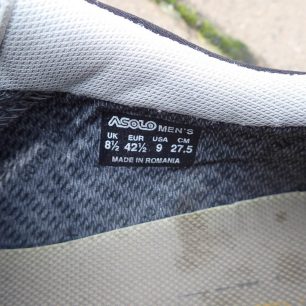 ASOLO MEN'S
UK EUR USA CM
8½ 42½ 9 27.5
MADE IN ROMANIA